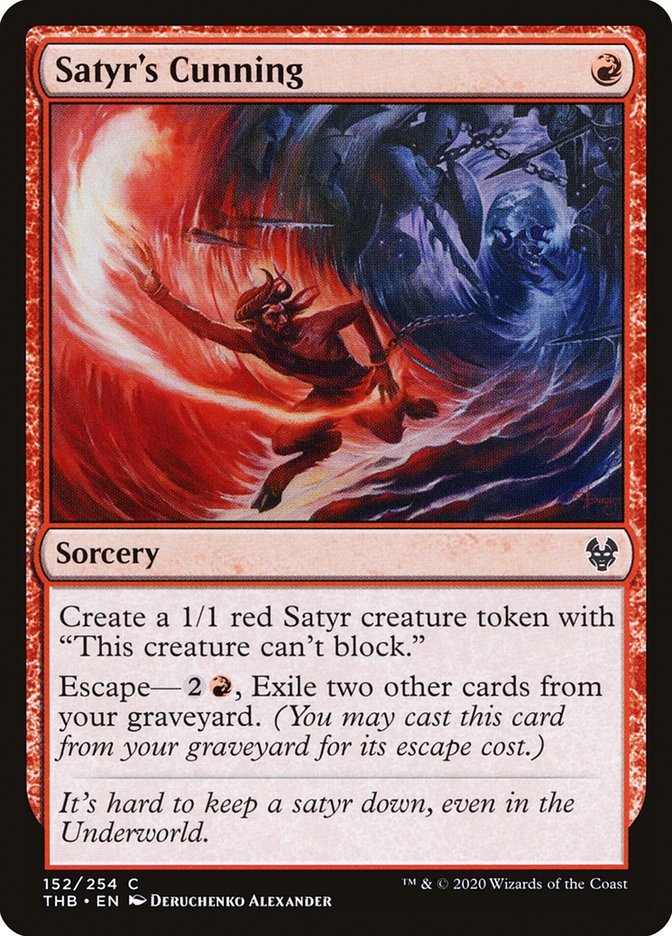 Satyr's Cunning
Sorcery
Create a 1/1 red Satyr creature token with
“This creature can't block.”
Escape—2 , Exile two other cards from
your graveyard. (You may cast this card
from your graveyard for its escape cost.)
It's hard to keep a satyr down, even in the
Underworld.
152/254 C
™ & © 2020 Wizards of the Coast
THB • EN Deruchenko Alexander